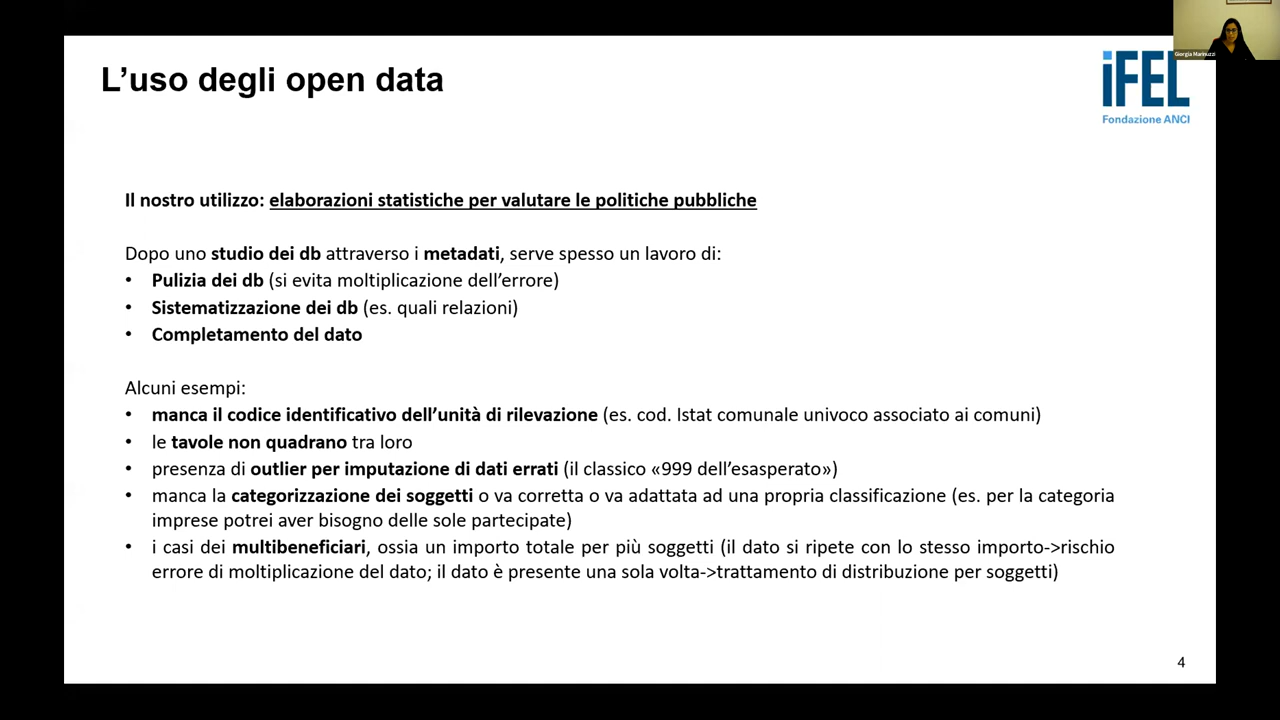 L'uso degli open data
Giorgia Marinuzzi
iFEL
Fondazione ANCI
Il nostro utilizzo: elaborazioni statistiche per valutare le politiche pubbliche
Dopo uno studio dei db attraverso i metadati, serve spesso un lavoro di:
• Pulizia dei db (si evita moltiplicazione dell'errore)
• Sistematizzazione dei db (es. quali relazioni)
• Completamento del dato
Alcuni esempi:
• manca il codice identificativo dell'unità di rilevazione (es. cod. Istat comunale univoco associato ai comuni)
• le tavole non quadrano tra loro
• presenza di outlier per imputazione di dati errati (il classico «999 dell'esasperato»)
• manca la categorizzazione dei soggetti o va corretta o va adattata ad una propria classificazione (es. per la categoria
imprese potrei aver bisogno delle sole partecipate)
• i casi dei multibeneficiari, ossia un importo totale per più soggetti (il dato si ripete con lo stesso importo->rischio
errore di moltiplicazione del dato; il dato è presente una sola volta->trattamento di distribuzione per soggetti)
4